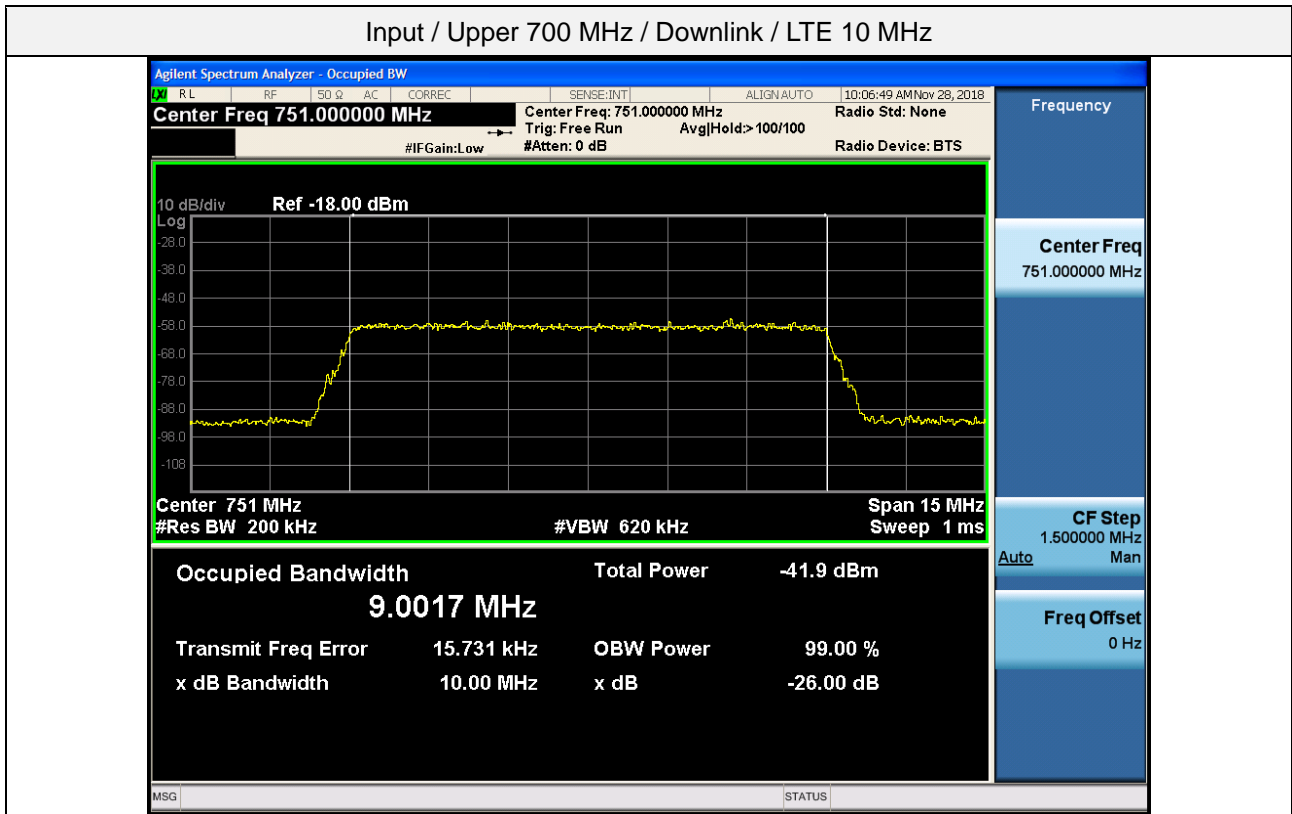 Input / Upper 700 MHz / Downlink / LTE 10 MHz
Agilent Spectrum Analyzer - Occupied BW
LXI RL RF 50 Ω AC CORREC SENSE:INT ALIGN AUTO 10:06:49 AM Nov 28, 2018
Center Freq 751.000000 MHz
Center Freq: 751.000000 MHz Radio Std: None
Trig: Free Run Avg|Hold:>100/100
#IFGain:Low #Atten: 0 dB Radio Device: BTS
Frequency
10 dB/div Ref -18.00 dBm
Log
-28.0
-38.0
-48.0
-58.0
-68.0
-78.0
-88.0
-98.0
-108
Center 751 MHz Span 15 MHz
#Res BW 200 kHz #VBW 620 kHz Sweep 1 ms
Center Freq
751.000000 MHz
CF Step
1.500000 MHz
Auto Man
Freq Offset
0 Hz
Occupied Bandwidth Total Power -41.9 dBm
9.0017 MHz
Transmit Freq Error 15.731 kHz OBW Power 99.00 %
x dB Bandwidth 10.00 MHz x dB -26.00 dB
MSG STATUS